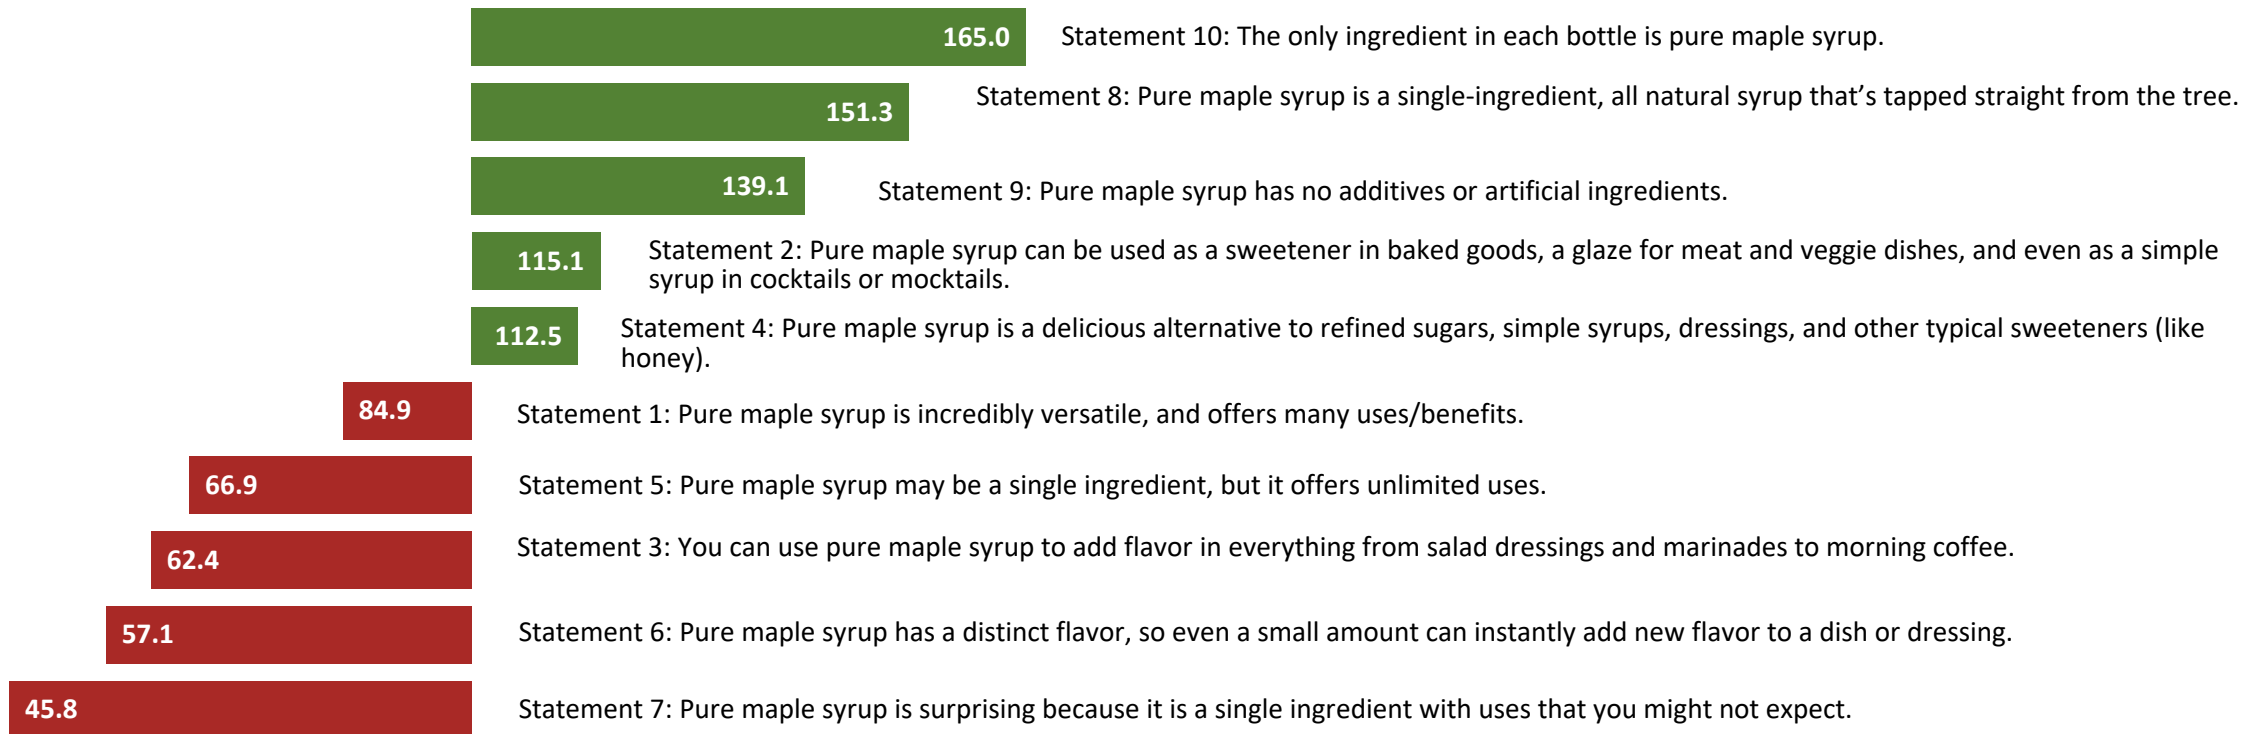 165.0 Statement 10: The only ingredient in each bottle is pure maple syrup.
151.3 Statement 8: Pure maple syrup is a single-ingredient, all natural syrup that’s tapped straight from the tree.
139.1 Statement 9: Pure maple syrup has no additives or artificial ingredients.
115.1 Statement 2: Pure maple syrup can be used as a sweetener in baked goods, a glaze for meat and veggie dishes, and even as a simple
syrup in cocktails or mocktails.
112.5 Statement 4: Pure maple syrup is a delicious alternative to refined sugars, simple syrups, dressings, and other typical sweeteners (like
honey).
84.9 Statement 1: Pure maple syrup is incredibly versatile, and offers many uses/benefits.
66.9 Statement 5: Pure maple syrup may be a single ingredient, but it offers unlimited uses.
62.4 Statement 3: You can use pure maple syrup to add flavor in everything from salad dressings and marinades to morning coffee.
57.1 Statement 6: Pure maple syrup has a distinct flavor, so even a small amount can instantly add new flavor to a dish or dressing.
45.8 Statement 7: Pure maple syrup is surprising because it is a single ingredient with uses that you might not expect.